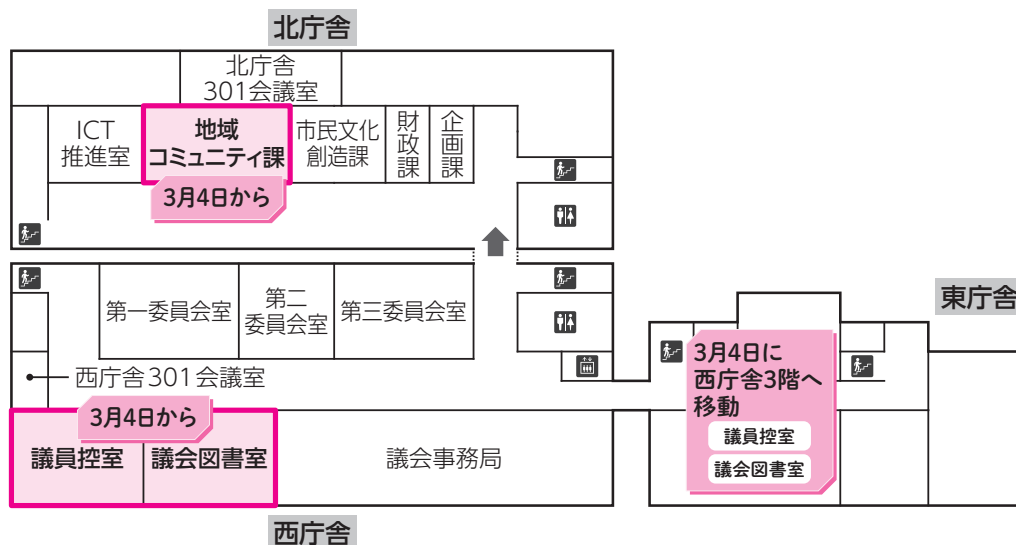 北庁舎
北庁舎
301会議室
ICT
推進室
地域
コミュニティ課
市民文化
創造課
財政課
企画課
3月4日から
第一委員会室
第二
委員会室
第三委員会室
東庁舎
西庁舎301会議室
3月4日に
西庁舎3階へ
移動
議員控室
議会図書室
3月4日から
議員控室
議会図書室
議会事務局
西庁舎